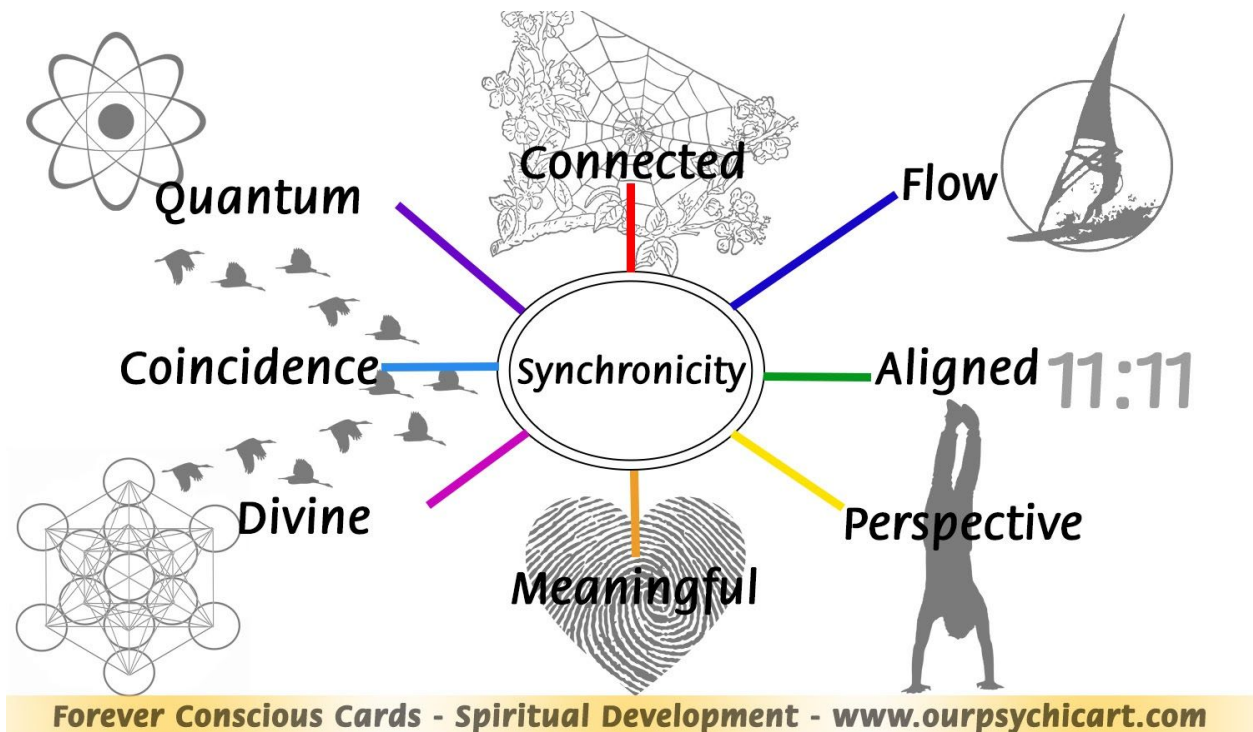 Connected
Quantum
Flow
Coincidence
Synchronicity
Aligned
11:11
Divine
Perspective
Meaningful
Forever Conscious Cards - Spiritual Development - www.ourpsychicart.com